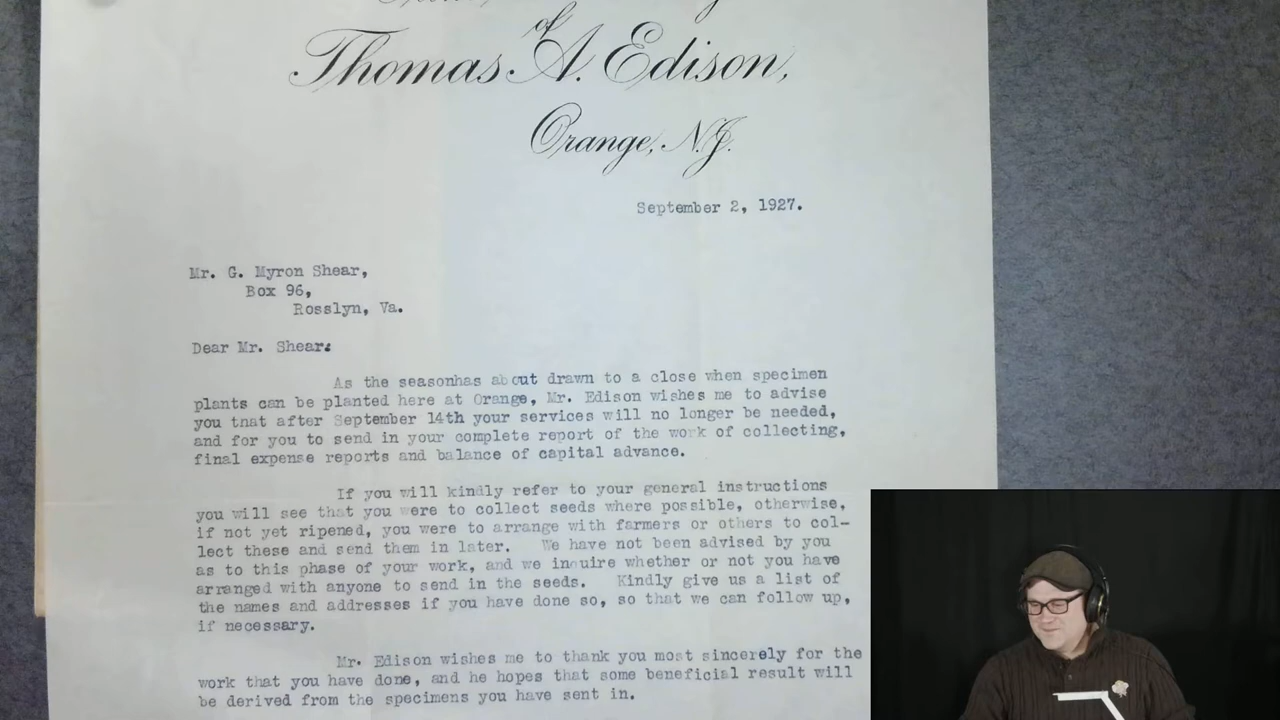 of
Thomas A. Edison,
Orange, N.J.
September 2, 1927.
Mr. G. Myron Shear,
Box 96,
Rosslyn, Va.
Dear Mr. Shear:
As the seasonhas about drawn to a close when specimen
plants can be planted here at Orange, Mr. Edison wishes me to advise
you tnat after September 14th your services will no longer be needed,
and for you to send in your complete report of the work of collecting,
final expense reports and balance of capital advance.
If you will kindly refer to your general instructions
you will see that you were to collect seeds where possible, otherwise,
if not yet ripened, you were to arrange with farmers or others to col-
lect these and send them in later. We have not been advised by you
as to this phase of your work, and we inquire whether or not you have
arranged with anyone to send in the seeds. Kindly give us a list of
the names and addresses if you have done so, so that we can follow up,
if necessary.
Mr. Edison wishes me to thank you most sincerely for the
work that you have done, and he hopes that some beneficial result will
be derived from the specimens you have sent in.